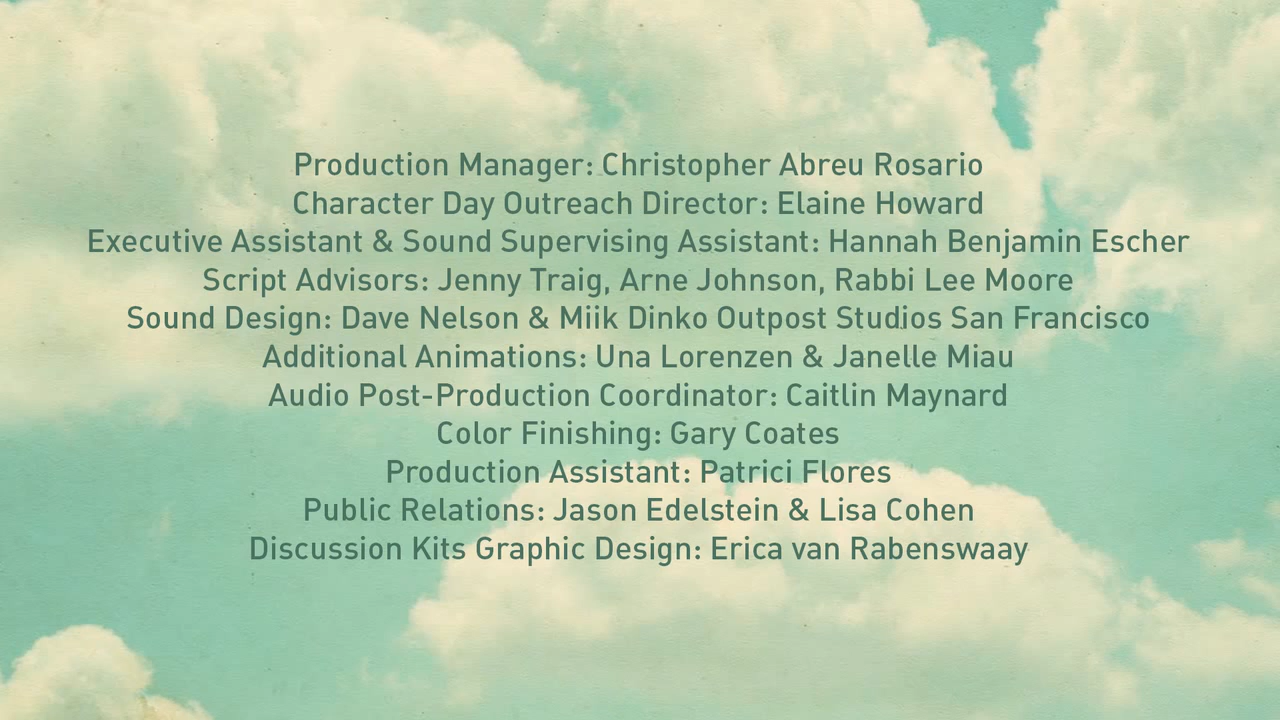 Production Manager: Christopher Abreu Rosario
Character Day Outreach Director: Elaine Howard
Executive Assistant & Sound Supervising Assistant: Hannah Benjamin Escher
Script Advisors: Jenny Traig, Arne Johnson, Rabbi Lee Moore
Sound Design: Dave Nelson & Miik Dinko Outpost Studios San Francisco
Additional Animations: Una Lorenzen & Janelle Miau
Audio Post-Production Coordinator: Caitlin Maynard
Color Finishing: Gary Coates
Production Assistant: Patrici Flores
Public Relations: Jason Edelstein & Lisa Cohen
Discussion Kits Graphic Design: Erica van Rabenswaay